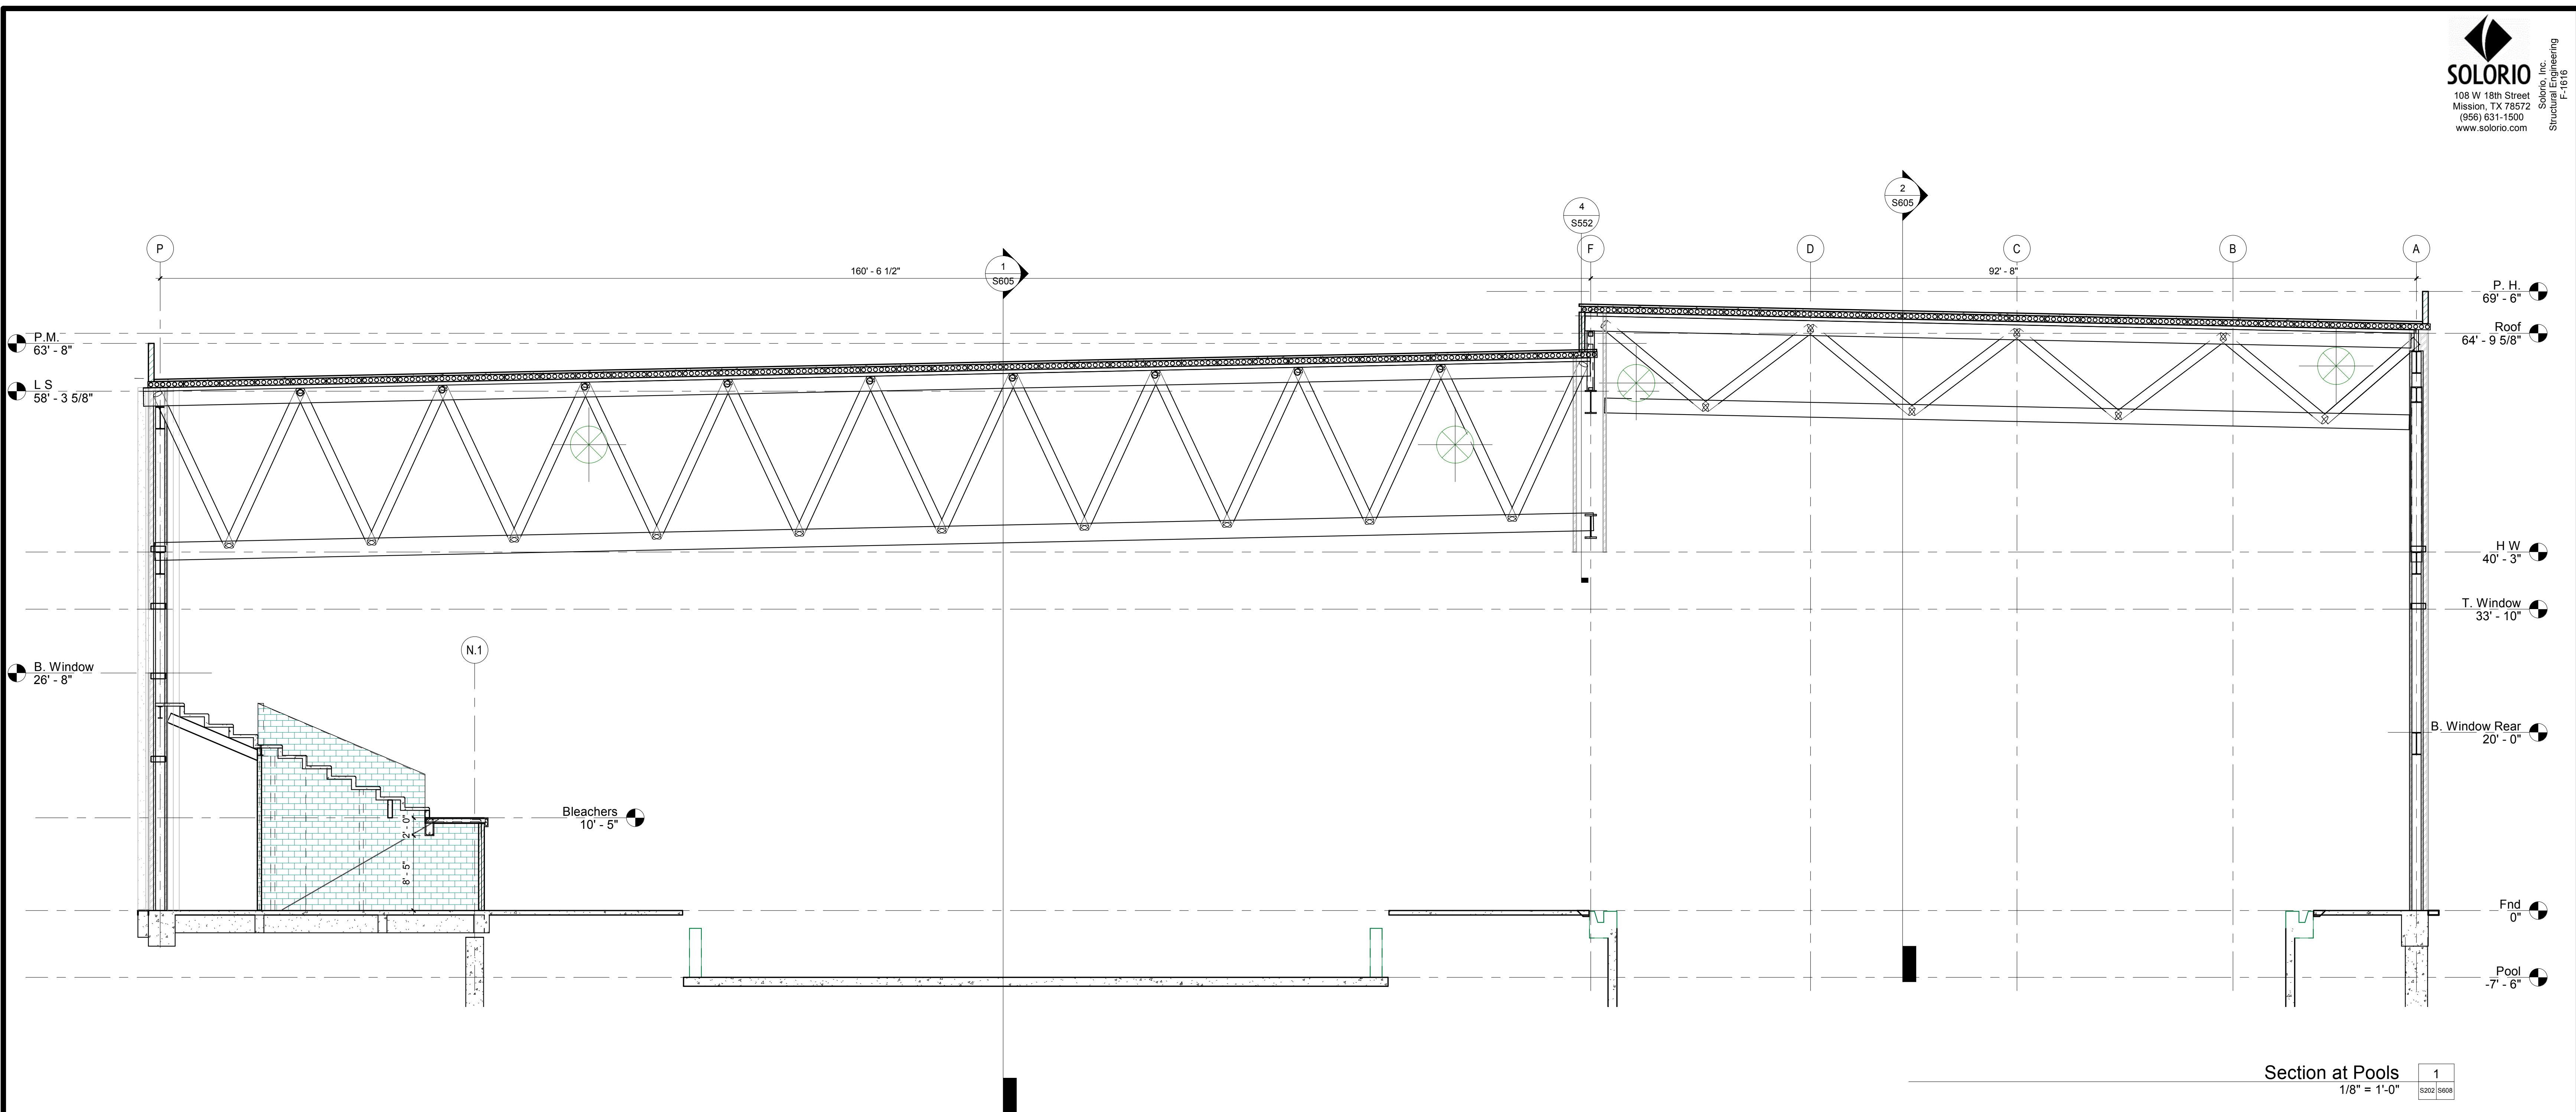 SOLORIO
108 W 18th Street
Mission, TX 78572
(956) 631-1500
www.solorio.com
Solorio, Inc.
Structural Engineering
F-1616
2
S605
4
S552
P
F
D
C
B
A
160' - 6 1/2"
1
S605
92' - 8"
P. H.
69' - 6"
P.M.
63' - 8"
Roof
64' - 9 5/8"
L S
58' - 3 5/8"
H W
40' - 3"
T. Window
33' - 10"
N.1
B. Window
26' - 8"
B. Window Rear
20' - 0"
Bleachers
10' - 5"
2' - 0"
8' - 5"
Fnd
0"
Pool
-7' - 6"
Section at Pools
1/8" = 1'-0"
1
S202 S608